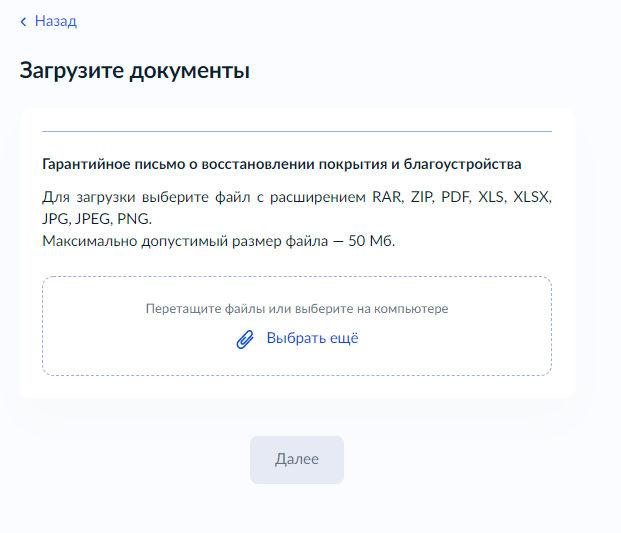 Назад
Загрузите документы
Гарантийное письмо о восстановлении покрытия и благоустройства
Для загрузки выберите файл с расширением RAR, ZIP, PDF, XLS, XLSX,
JPG, JPEG, PNG.
Максимально допустимый размер файла — 50 Мб.
Перетащите файлы или выберите на компьютере
Выбрать ещё
Далее